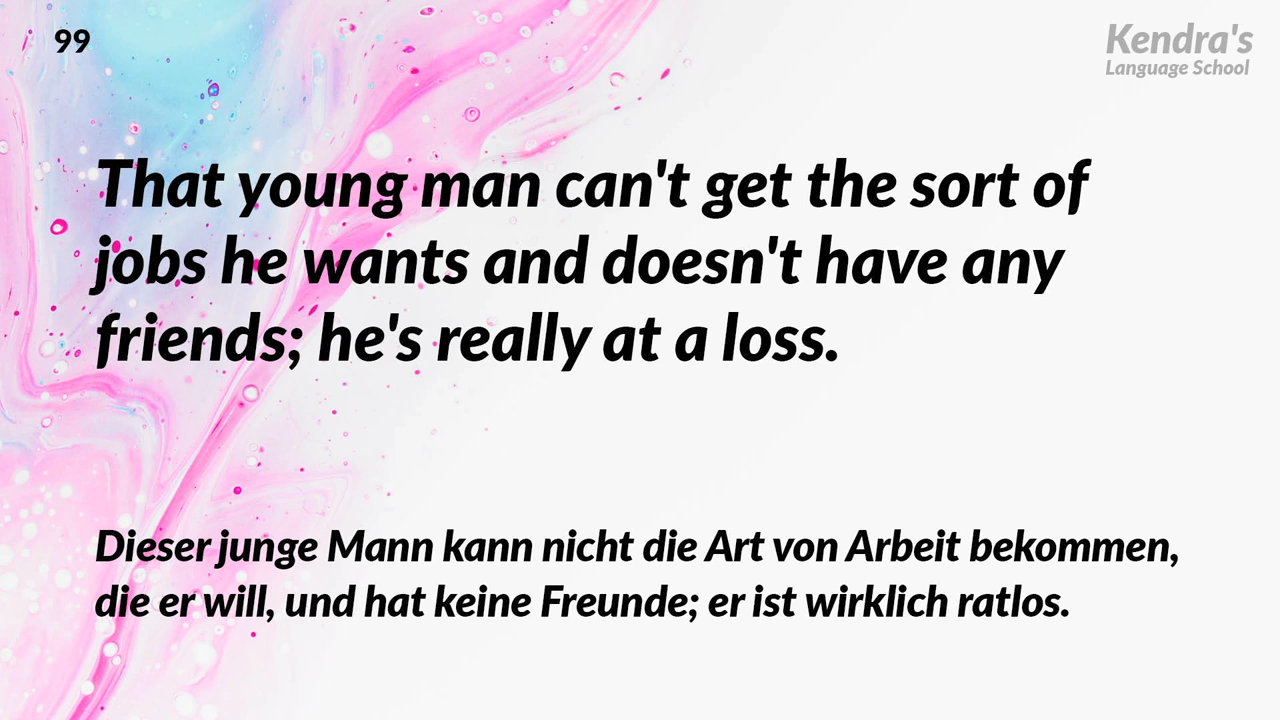 99
Kendra's
Language School
That young man can't get the sort of
jobs he wants and doesn't have any
friends; he's really at a loss.
Dieser junge Mann kann nicht die Art von Arbeit bekommen,
die er will, und hat keine Freunde; er ist wirklich ratlos.